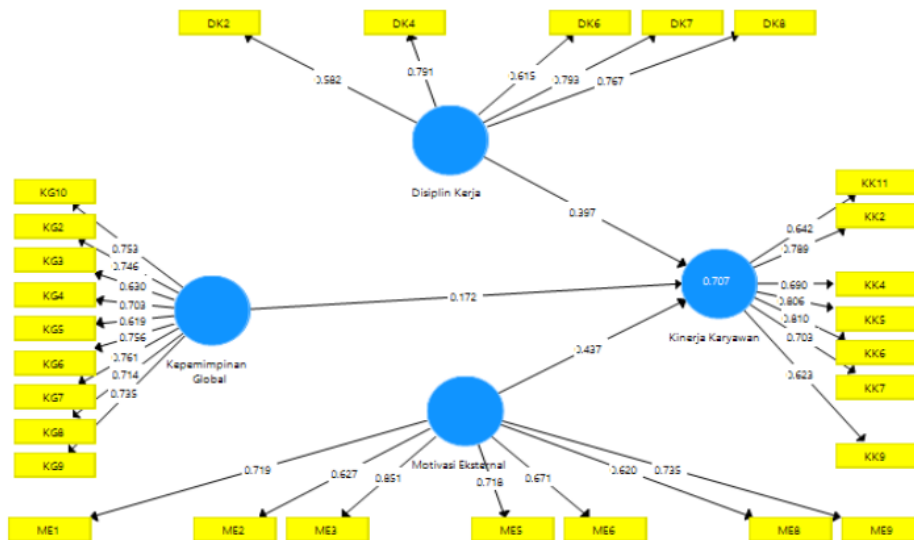 DK2
DK4
DK6
DK7
DK8
0.582
0.791
0.615
0.793
0.767
Disiplin Kerja
KG10
KG2
KG3
KG4
KG5
KG6
KG7
KG8
KG9
0.753
0.746
0.630
0.703
0.619
0.756
0.761
0.714
0.735
Kepemimpinan
Global
0.397
0.172
0.437
0.707
Kinerja Karyawan
KK11
KK2
KK4
KK5
KK6
KK7
KK9
0.642
0.789
0.690
0.806
0.810
0.703
0.623
Motivasi Eksternal
0.719
0.627
0.851
0.718
0.671
0.620
0.735
ME1
ME2
ME3
ME5
ME6
ME8
ME9